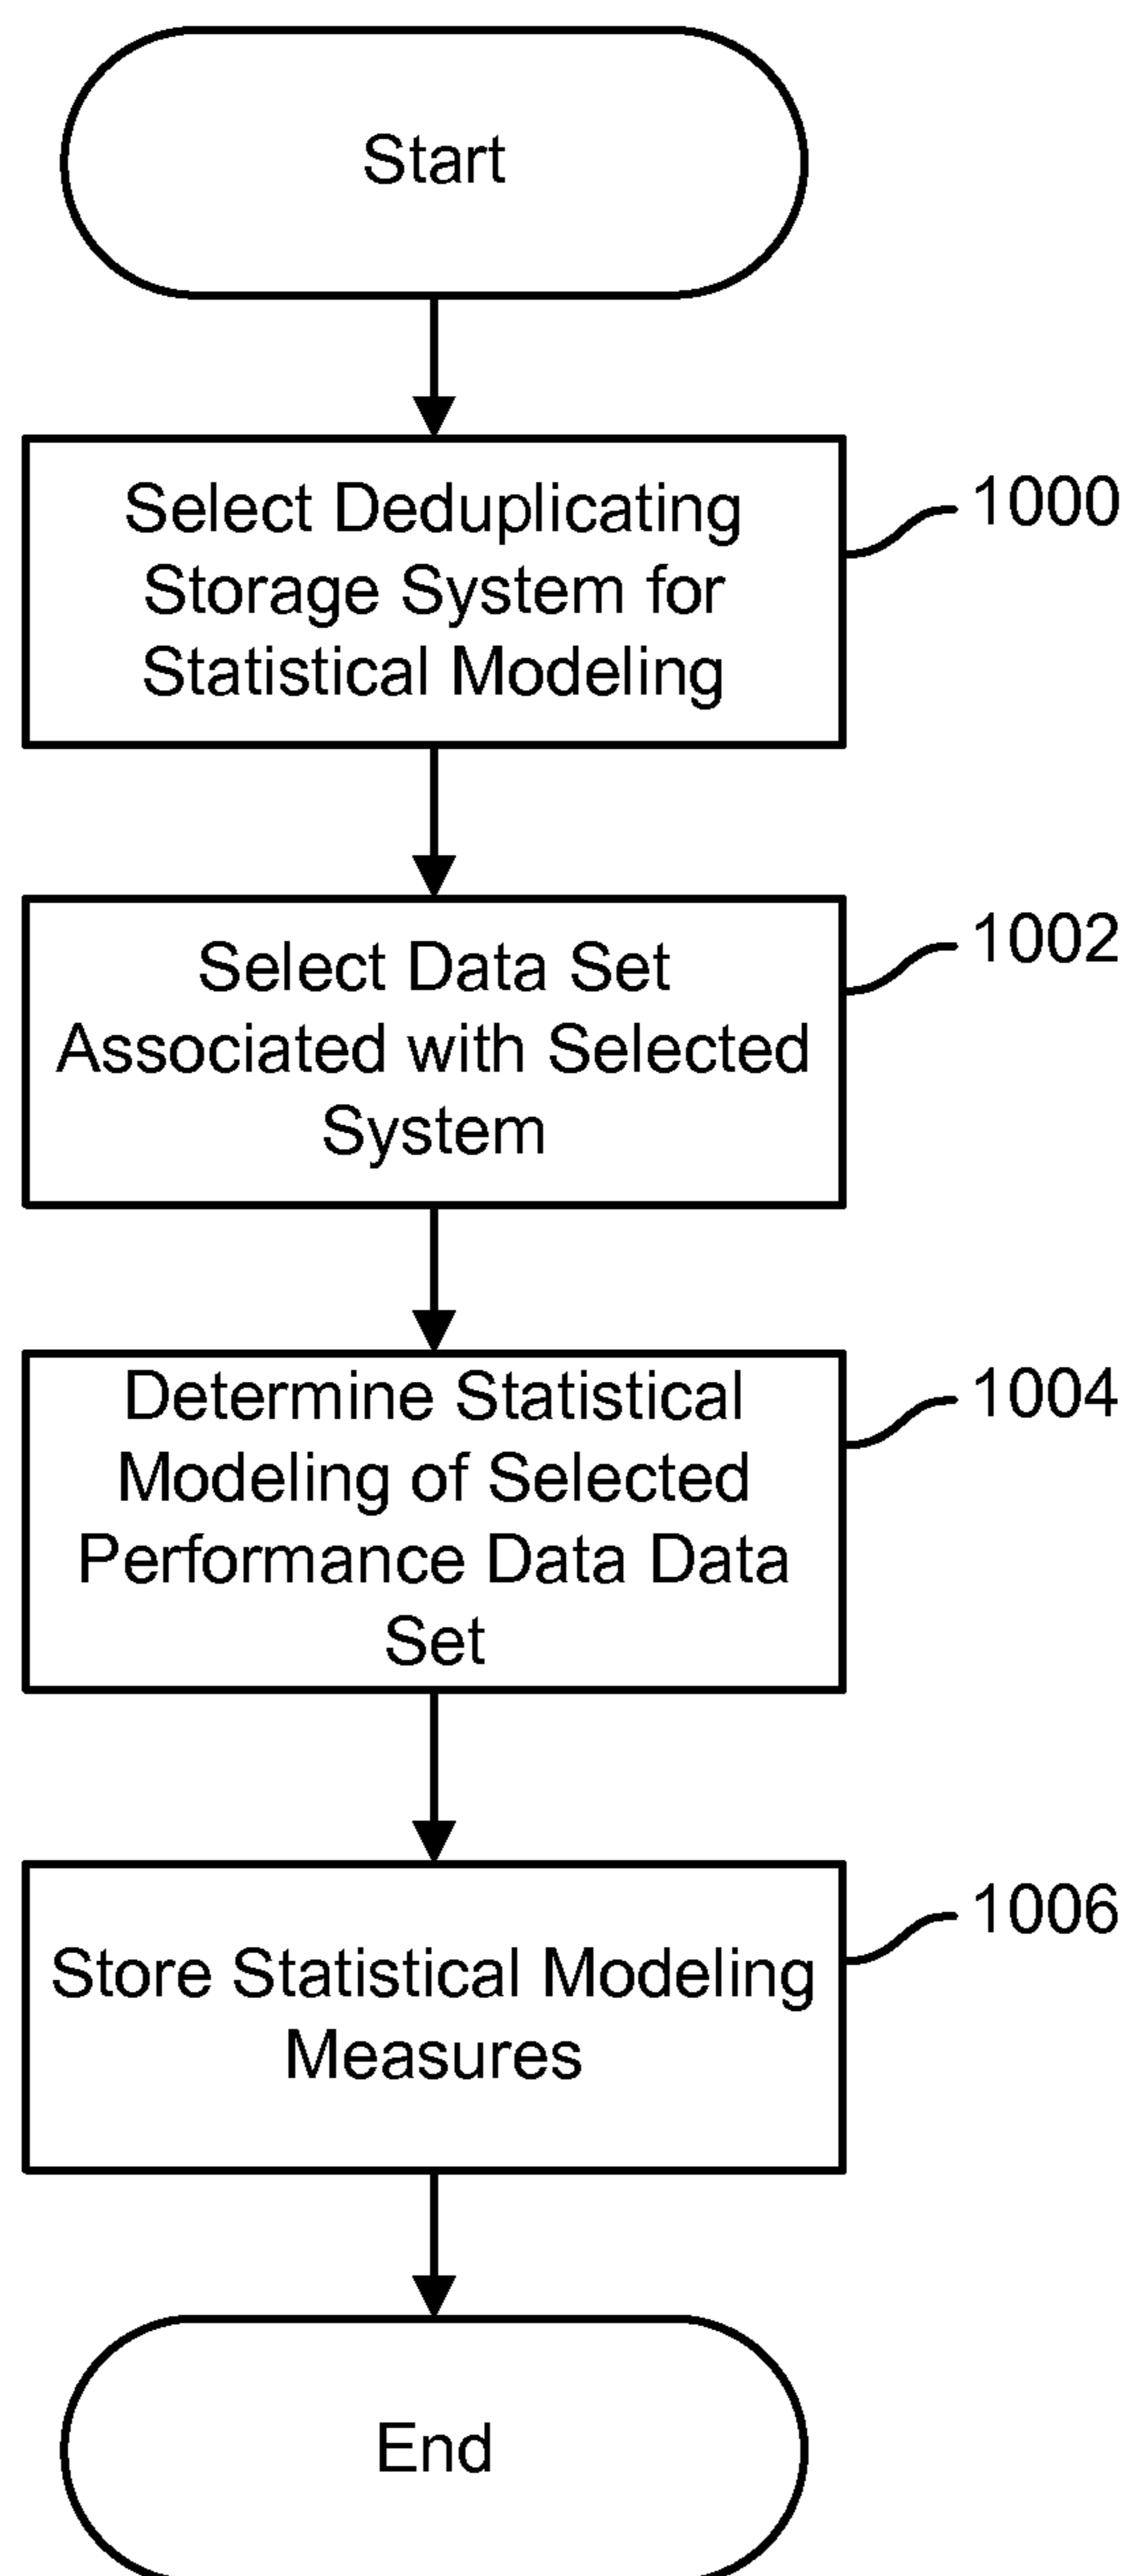 Start
Select Deduplicating
Storage System for
Statistical Modeling
1000
Select Data Set
Associated with Selected
System
1002
Determine Statistical
Modeling of Selected
Performance Data Data
Set
1004
Store Statistical Modeling
Measures
1006
End